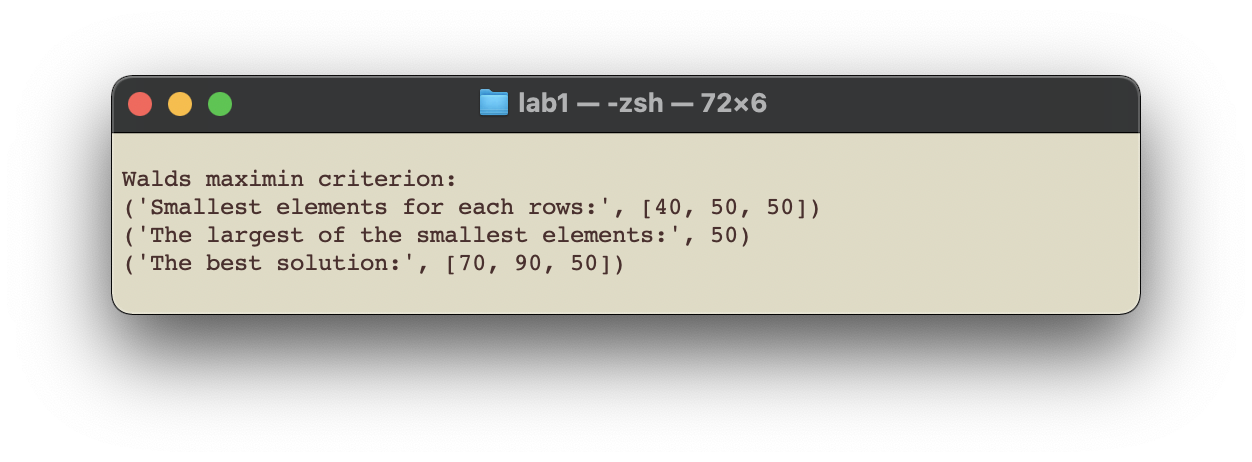 lab1 — -zsh — 72×6
Walds maximin criterion:
('Smallest elements for each rows:', [40, 50, 50])
('The largest of the smallest elements:', 50)
('The best solution:', [70, 90, 50])